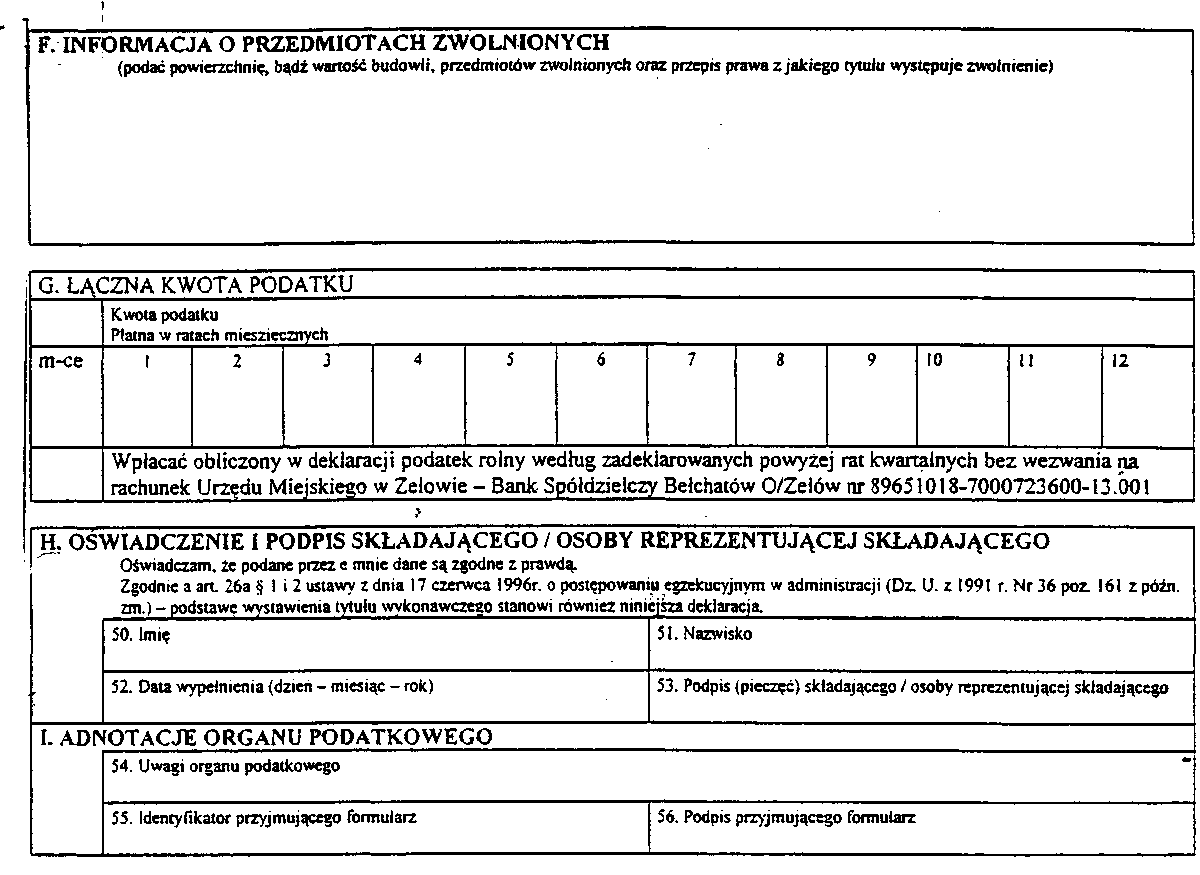 F. INFORMACJA O PRZEDMIOTACH ZWOLNIONYCH
(podać powierzchnię, bądź wartość budowli, przedmiotów zwolnionych oraz przepis prawa z jakiego tytułu występuje zwolnienie)
G. ŁĄCZNA KWOTA PODATKU
Kwota podatku
Płatna w ratach miesięcznych
m-ce 1 2 3 4 5 6 7 8 9 10 11 12
Wpłacać obliczony w deklaracji podatek rolny według zadeklarowanych powyżej rat kwartalnych bez wezwania na
rachunek Urzędu Miejskiego w Zelowie – Bank Spółdzielczy Bełchatów O/Zelów nr 89651018-7000723600-13.001
H. OŚWIADCZENIE I PODPIS SKŁADAJĄCEGO / OSOBY REPREZENTUJĄCEJ SKŁADAJĄCEGO
Oświadczam, że podane przez e mnie dane są zgodne z prawdą.
Zgodnie a art. 26a § 1 i 2 ustawy z dnia 17 czerwca 1996r. o postępowaniu egzekucyjnym w administracji (Dz. U. z 1991 r. Nr 36 poz. 161 z późn.
zm.) – podstawę wystawienia tytułu wykonawczego stanowi również niniejsza deklaracja.
50. Imię 51. Nazwisko
52. Data wypełnienia (dzień – miesiąc – rok) 53. Podpis (pieczęć) składającego / osoby reprezentującej składającego
I. ADNOTACJE ORGANU PODATKOWEGO
54. Uwagi organu podatkowego
55. Identyfikator przyjmującego formularz 56. Podpis przyjmującego formularz